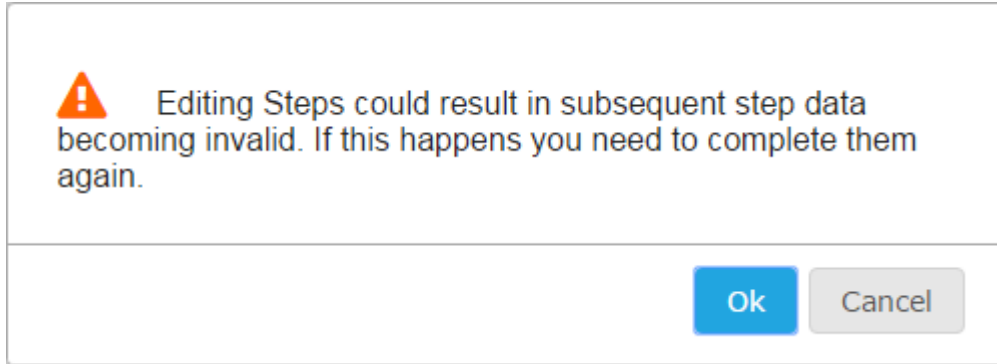 Editing Steps could result in subsequent step data
becoming invalid. If this happens you need to complete them
again.
Ok
Cancel